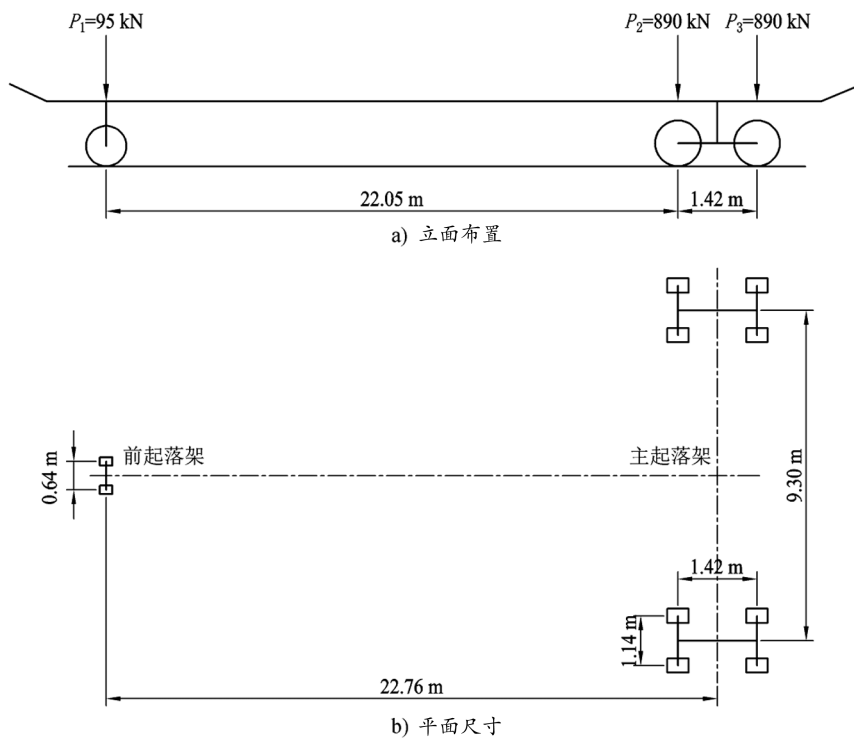 P₁=95 kN
P₂=890 kN
P₃=890 kN
22.05 m
1.42 m
a) 立面布置
前起落架
主起落架
0.64 m
9.30 m
1.42 m
1.14 m
22.76 m
b) 平面尺寸